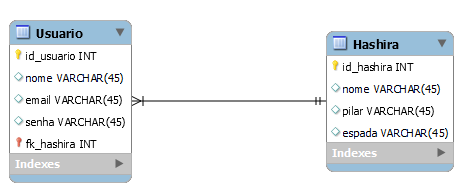 Usuario
id_usuario INT
nome VARCHAR(45)
email VARCHAR(45)
senha VARCHAR(45)
fk_hashira INT
Indexes
Hashira
id_hashira INT
nome VARCHAR(45)
pilar VARCHAR(45)
espada VARCHAR(45)
Indexes